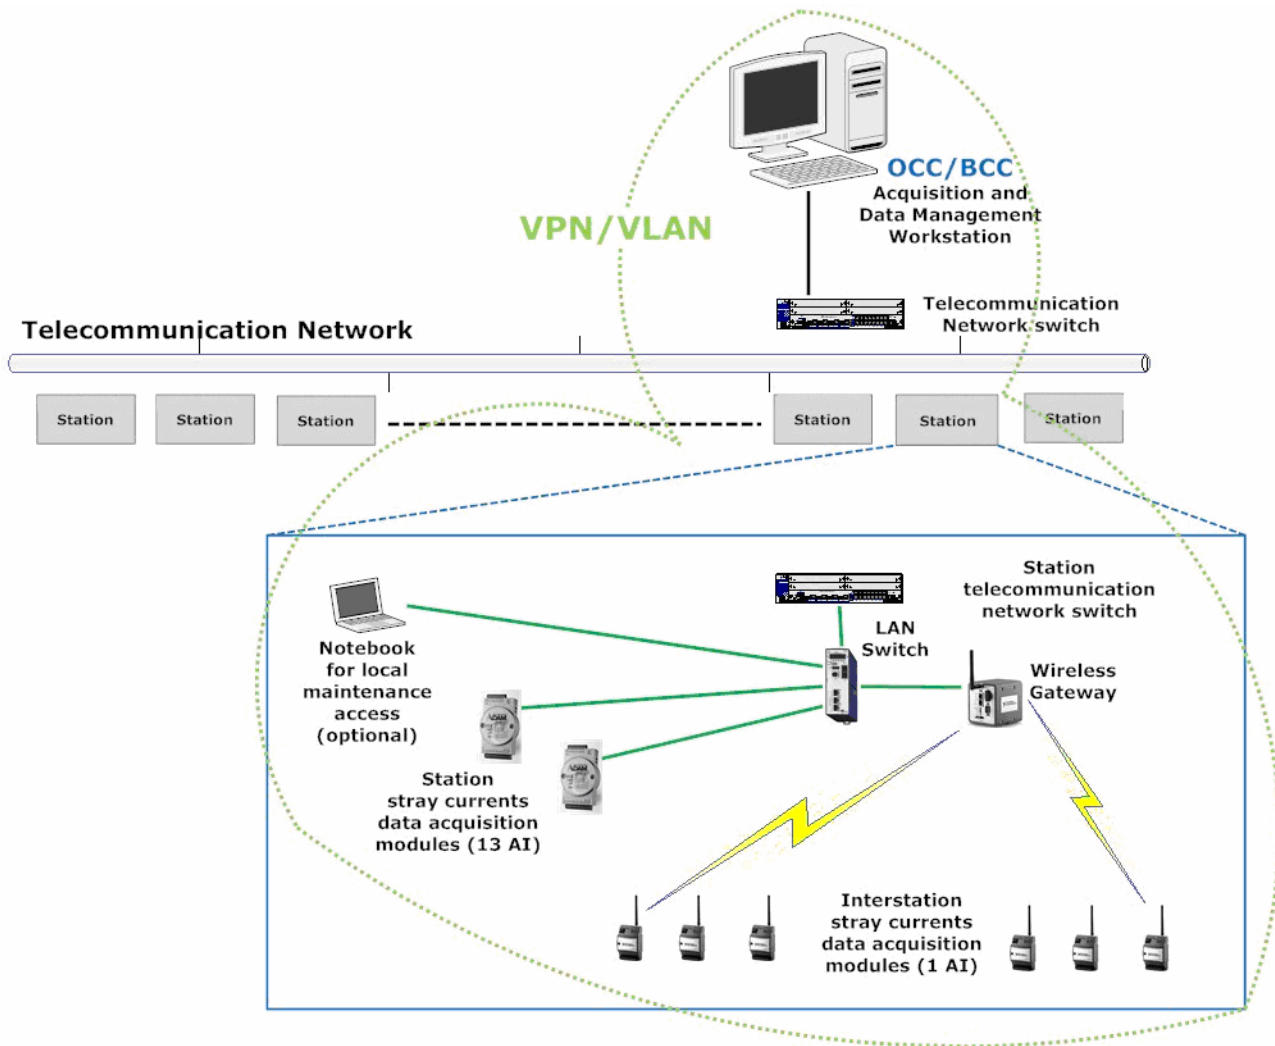 OCC/BCC
Acquisition and
Data Management
Workstation
VPN/VLAN
Telecommunication
Network switch
Telecommunication Network
Station
Station
Station
Station
Station
Station
Station
telecommunication
network switch
LAN
Switch
Notebook
for local
maintenance
access
(optional)
Wireless
Gateway
ADAM
ADAM
Station
stray currents
data acquisition
modules (13 AI)
Interstation
stray currents
data acquisition
modules (1 AI)